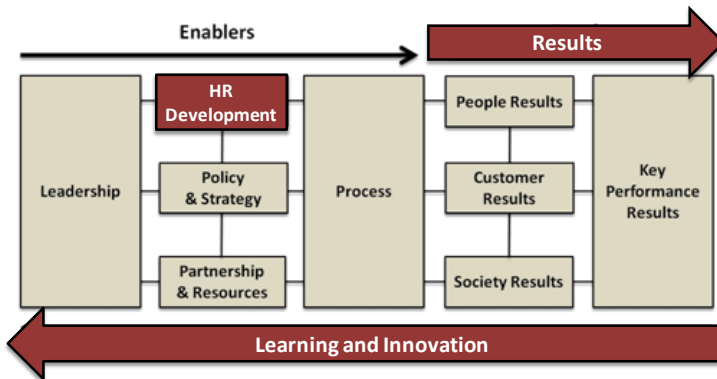 Enablers
Results
HR
Development
People Results
Leadership
Policy
& Strategy
Process
Customer
Results
Key
Performance
Results
Partnership
& Resources
Society Results
Learning and Innovation